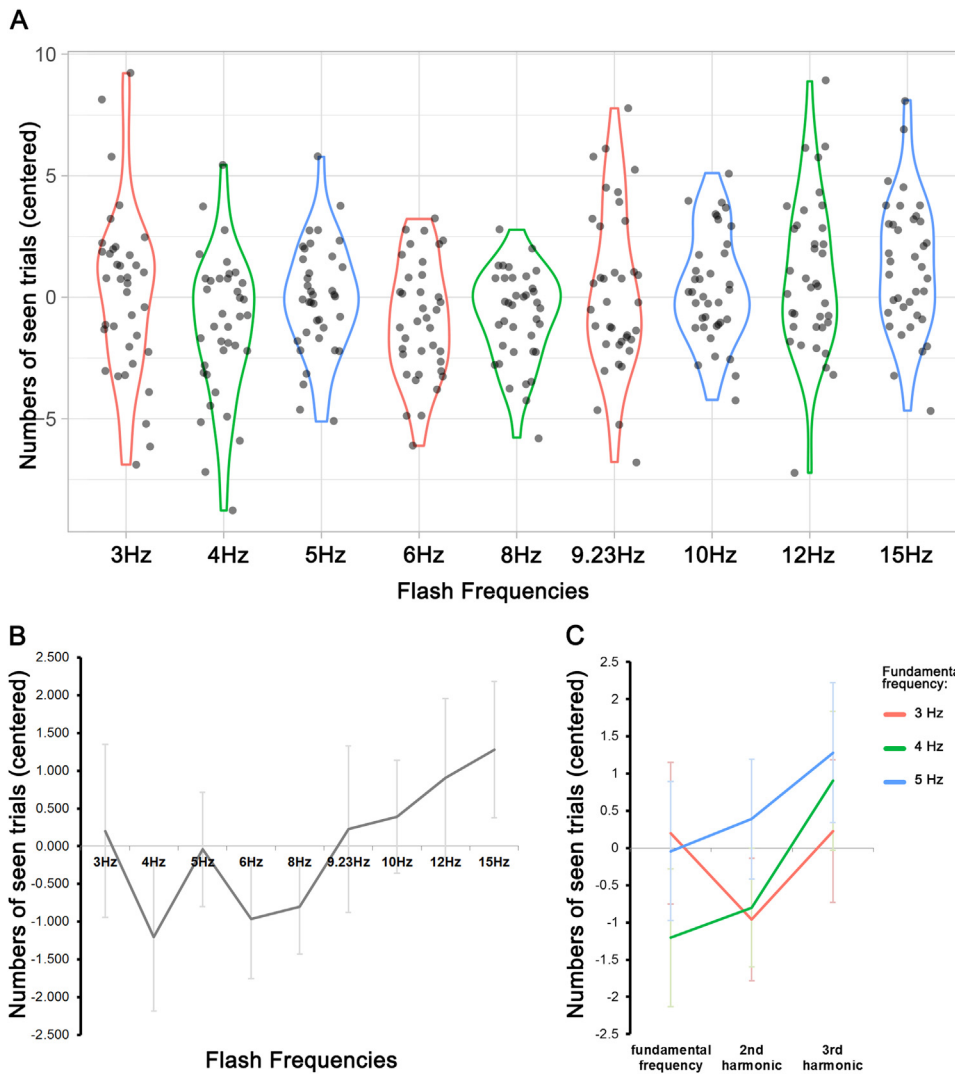 A
Numbers of seen trials (centered)
10
5
0
-5
3Hz 4Hz 5Hz 6Hz 8Hz 9.23Hz 10Hz 12Hz 15Hz
Flash Frequencies
B
Numbers of seen trials (centered)
2.500
2.000
1.500
1.000
0.500
0.000
-0.500
-1.000
-1.500
-2.000
-2.500
3Hz 4Hz 5Hz 6Hz 8Hz 9.23Hz 10Hz 12Hz 15Hz
Flash Frequencies
C
Numbers of seen trials (centered)
2.5
2
1.5
1
0.5
0
-0.5
-1
-1.5
-2
-2.5
fundamental 2nd 3rd
frequency harmonic harmonic
Fundamenta
frequency:
3 Hz
4 Hz
5 Hz